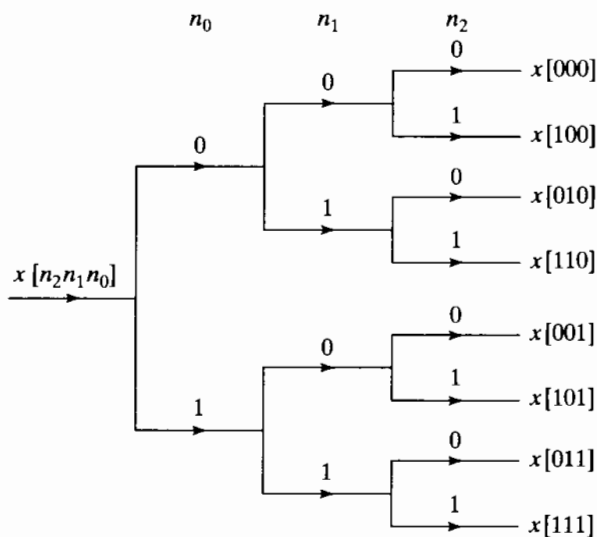 n₀ n₁ n₂
0 x[000]
0
1 x[100]
0
0 x[010]
1
1 x[110]
x[n₂n₁n₀]
0 x[001]
0
1 x[101]
1
0 x[011]
1
1 x[111]